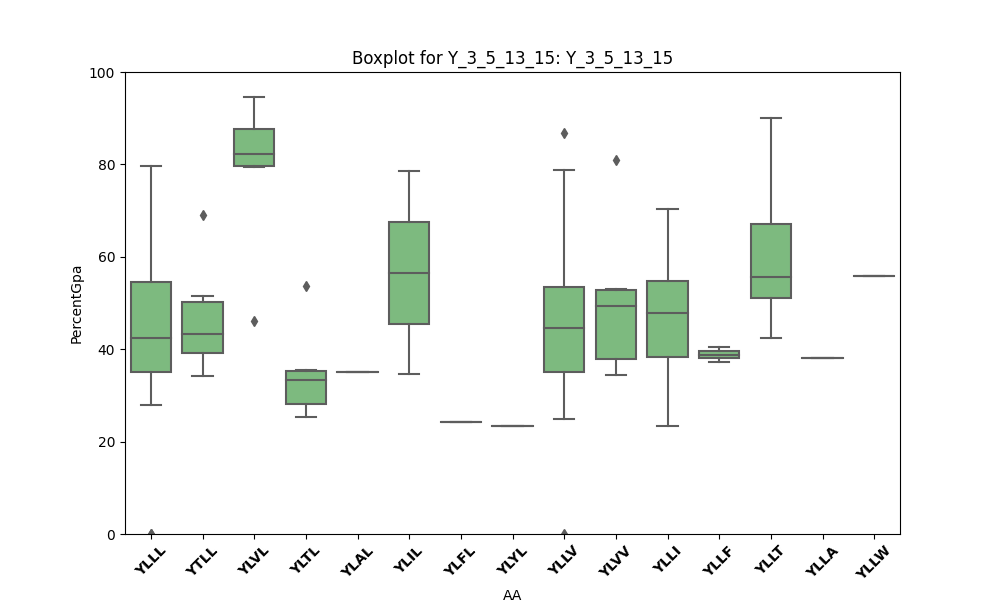 Boxplot for Y_3_5_13_15: Y_3_5_13_15
100
80
60
40
20
0
PercentGpa
YLLL YTLL YLVL YLTL YLAL YLIL YLFL YLYL YLLV YLVV YLLI YLLF YLLT YLLA YLLW
AA